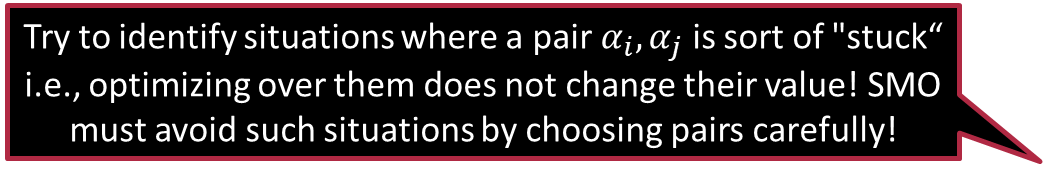 Try to identify situations where a pair 𝛼𝑖, 𝛼𝑗 is sort of "stuck“
i.e., optimizing over them does not change their value! SMO
must avoid such situations by choosing pairs carefully!